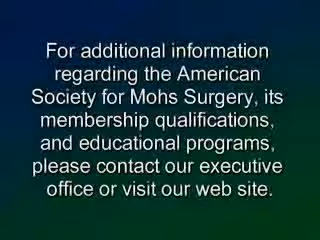 For additional information
regarding the American
Society for Mohs Surgery, its
membership qualifications,
and educational programs,
please contact our executive
office or visit our web site.